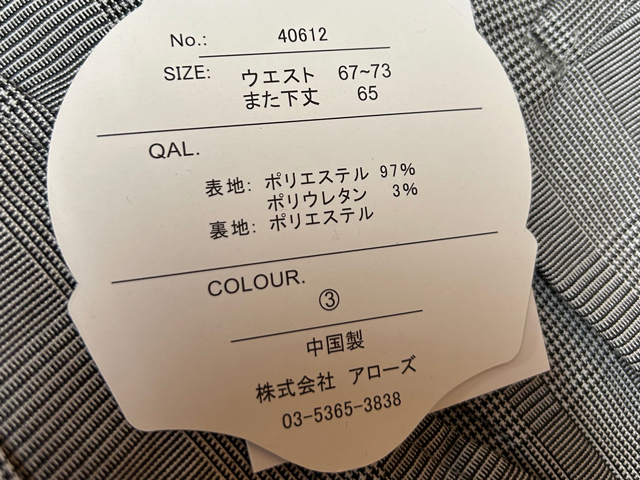 No.: 40612
SIZE: ウエスト 67~73
また下丈 65
QAL.
表地: ポリエステル 97%
ポリウレタン 3%
裏地: ポリエステル
COLOUR.
③
中国製
株式会社 アローズ
03-5365-3838